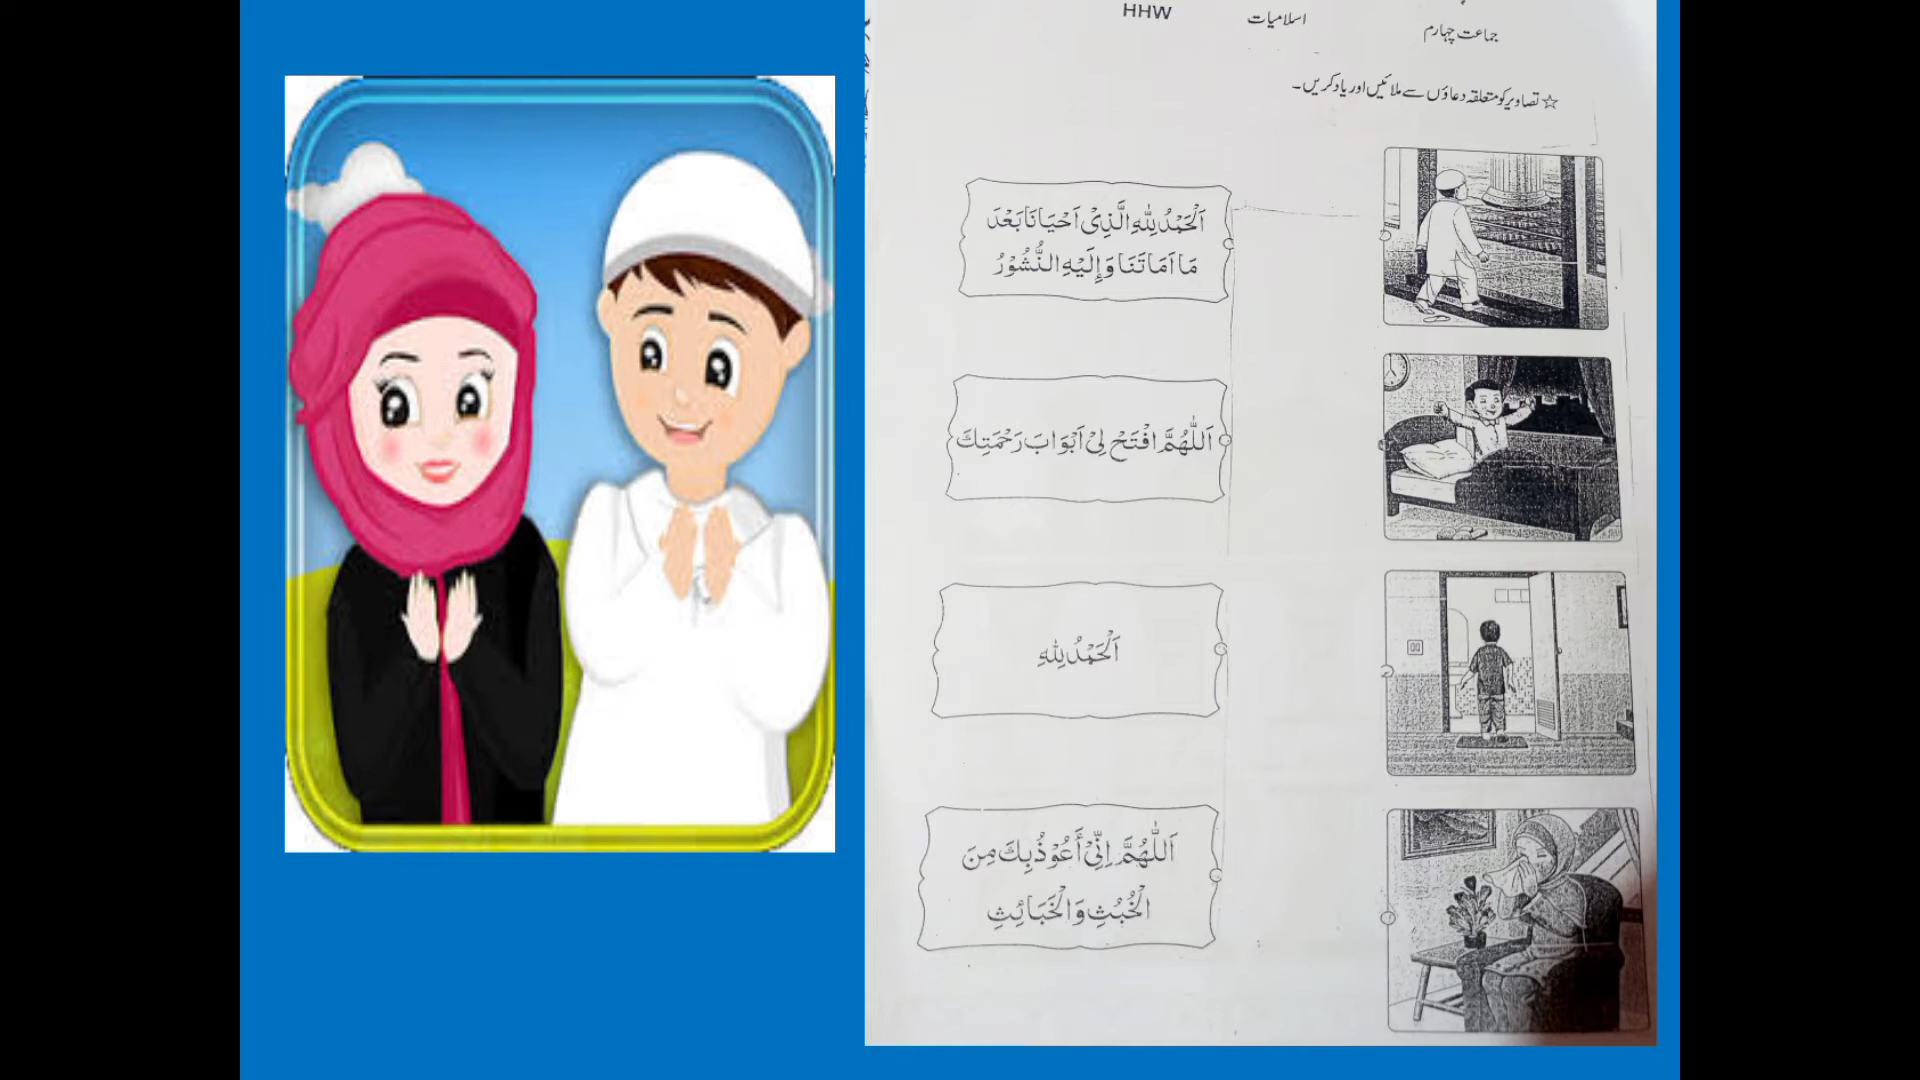 HHW
اسلامیات
جماعت چہارم
☆ تصاویر کو متعلقہ دعاؤں سے ملائیں اور یاد کریں۔
اَلْحَمْدُ لِلّٰهِ الَّذِیْ اَحْیَانَا بَعْدَ
مَا اَمَاتَنَا وَإِلَیْهِ النُّشُوْرُ
اَللّٰهُمَّ افْتَحْ لِیْ اَبْوَابَ رَحْمَتِكَ
اَلْحَمْدُ لِلّٰهِ
اَللّٰهُمَّ اِنِّیْ أَعُوْذُ بِكَ مِنَ
الْخُبُثِ وَالْخَبَائِثِ